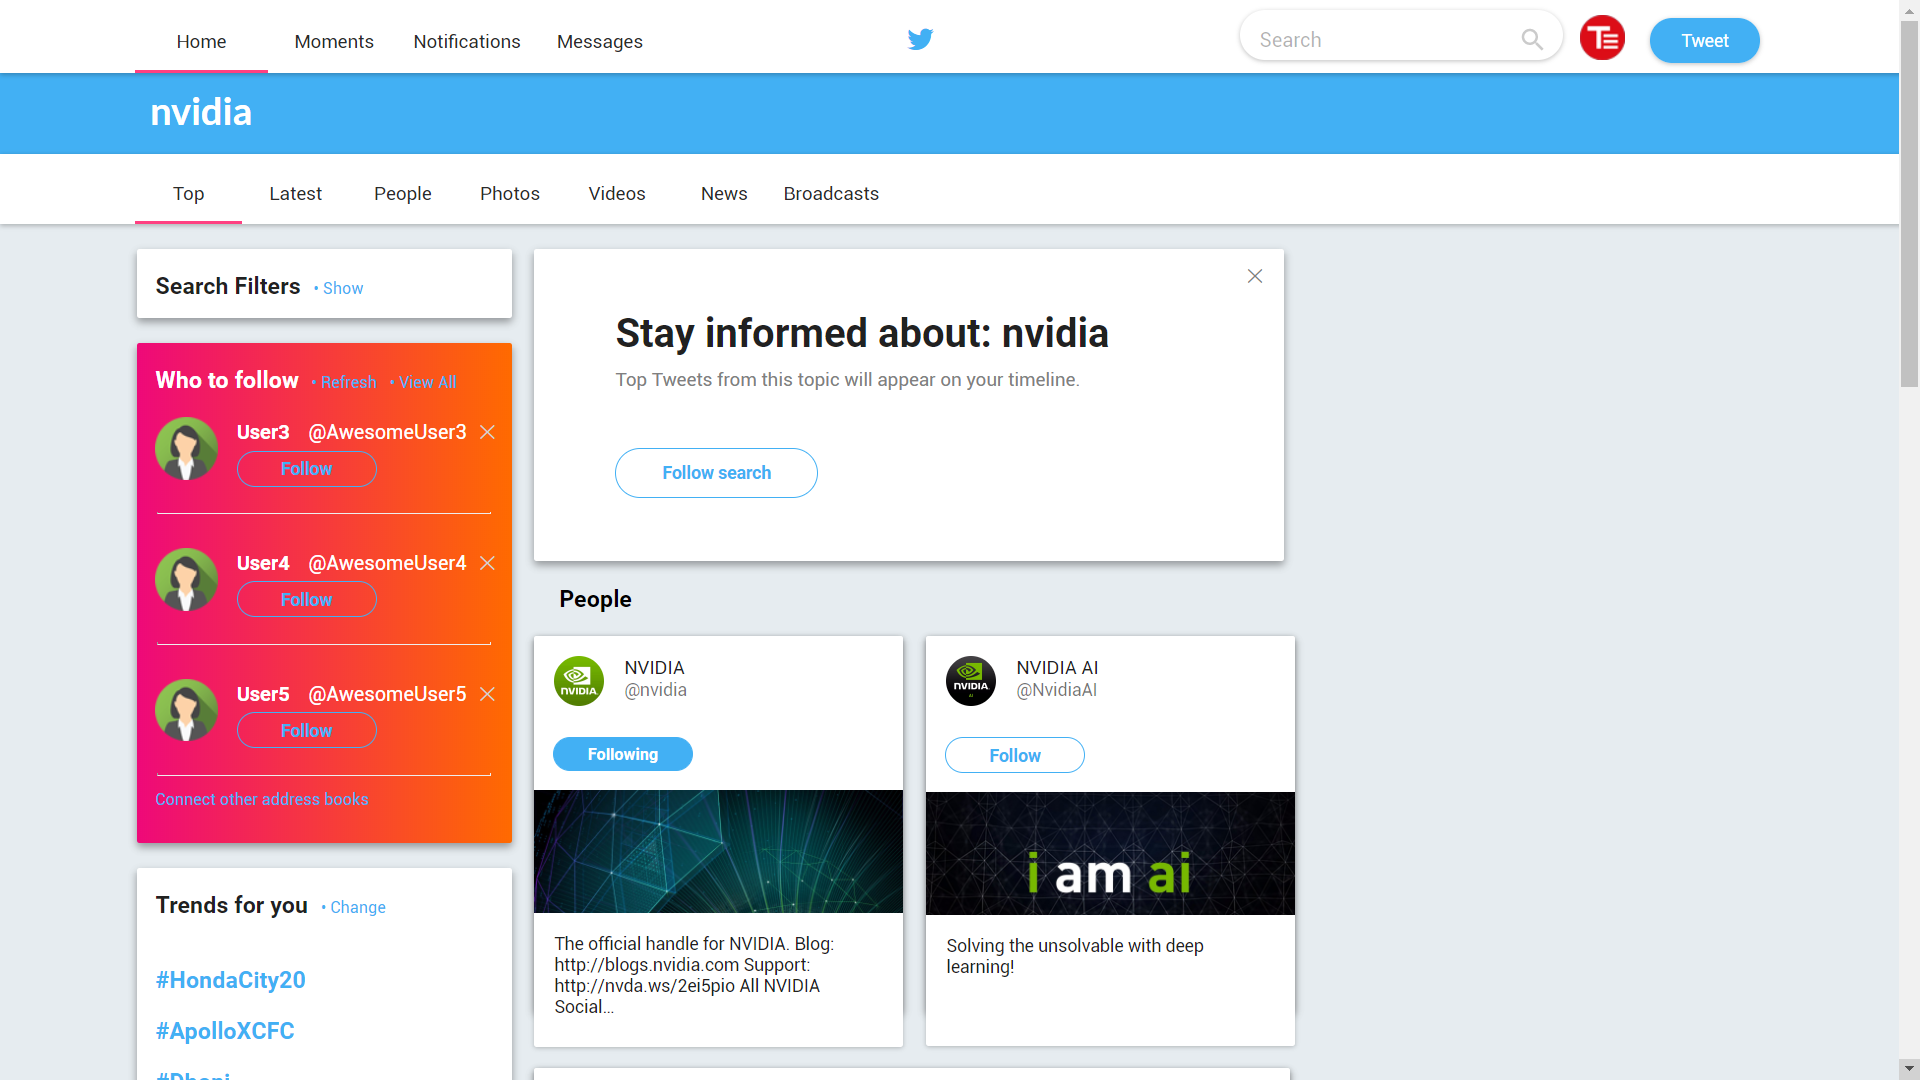 Home Moments Notifications Messages Search Tweet
nvidia
Top Latest People Photos Videos News Broadcasts
Search Filters • Show
Who to follow • Refresh • View All
User3 @AwesomeUser3
Follow
User4 @AwesomeUser4
Follow
User5 @AwesomeUser5
Follow
Connect other address books
Trends for you • Change
#HondaCity20
#ApolloXCFC
#Dhoni
Stay informed about: nvidia
Top Tweets from this topic will appear on your timeline.
Follow search
People
NVIDIA
NVIDIA
@nvidia
Following
The official handle for NVIDIA. Blog:
http://blogs.nvidia.com Support:
http://nvda.ws/2ei5pio All NVIDIA
Social...
NVIDIA
AI
NVIDIA AI
@NvidiaAI
Follow
i am ai
Solving the unsolvable with deep
learning!